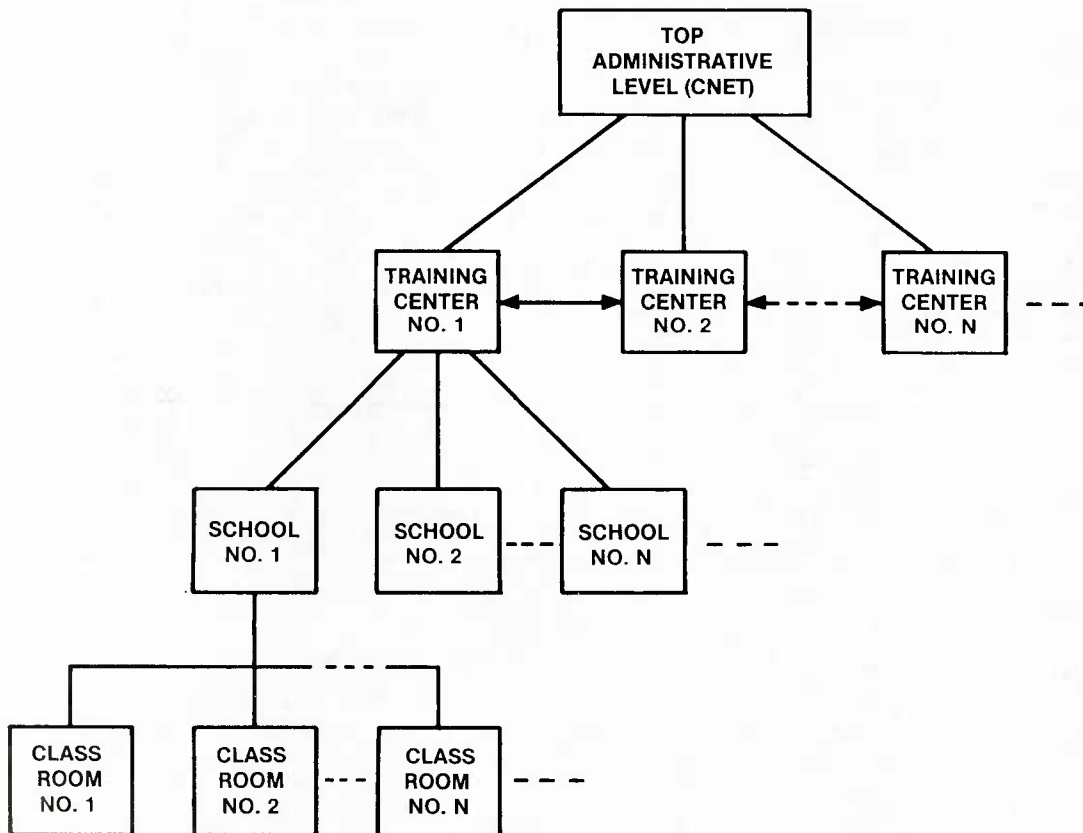 TOP
ADMINISTRATIVE
LEVEL (CNET)
TRAINING
CENTER
NO. 1
TRAINING
CENTER
NO. 2
TRAINING
CENTER
NO. N
SCHOOL
NO. 1
SCHOOL
NO. 2
SCHOOL
NO. N
CLASS
ROOM
NO. 1
CLASS
ROOM
NO. 2
CLASS
ROOM
NO. N